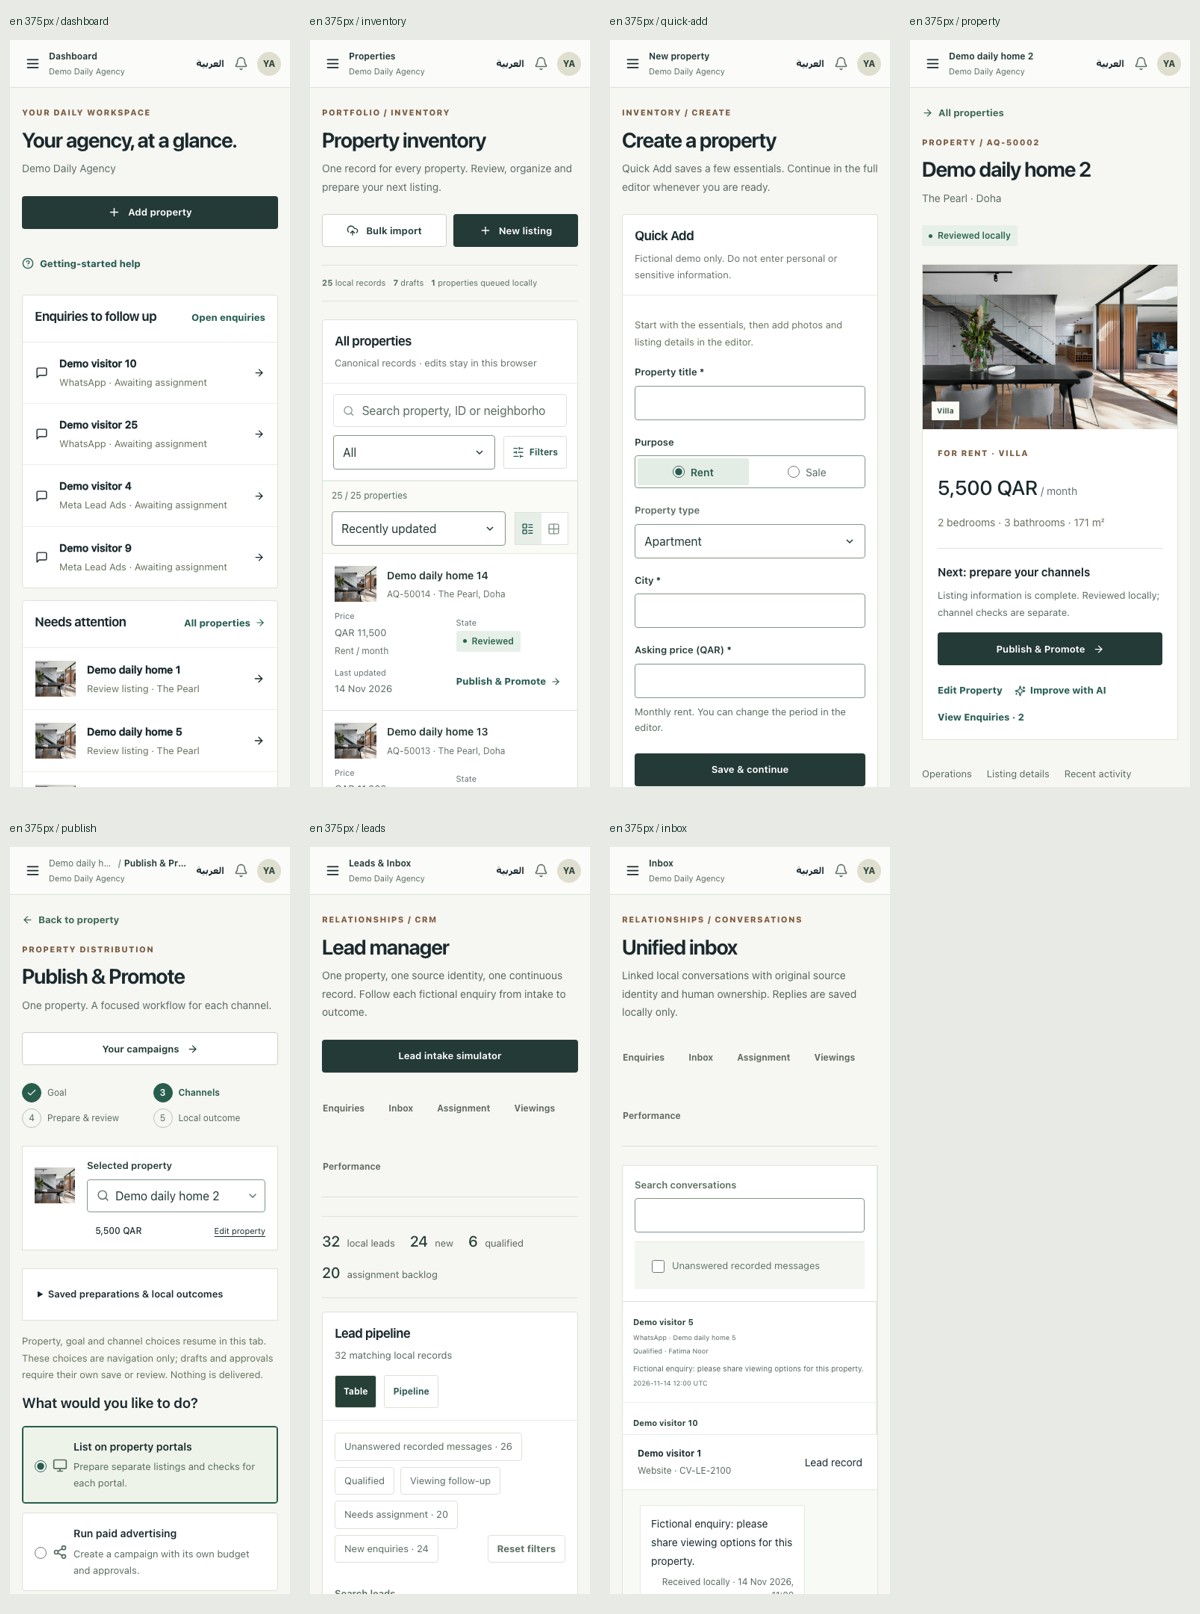 en 375px / dashboard
Dashboard
Demo Daily Agency
العربية
YA
YOUR DAILY WORKSPACE
Your agency, at a glance.
Demo Daily Agency
+ Add property
Getting-started help
Enquiries to follow up
Open enquiries
Demo visitor 10
WhatsApp · Awaiting assignment
Demo visitor 25
WhatsApp · Awaiting assignment
Demo visitor 4
Meta Lead Ads · Awaiting assignment
Demo visitor 9
Meta Lead Ads · Awaiting assignment
Needs attention
All properties →
Demo daily home 1
Review listing · The Pearl
Demo daily home 5
Review listing · The Pearl
en 375px / inventory
Properties
Demo Daily Agency
العربية
YA
PORTFOLIO / INVENTORY
Property inventory
One record for every property. Review, organize and
prepare your next listing.
Bulk import
+ New listing
25 local records 7 drafts 1 properties queued locally
All properties
Canonical records · edits stay in this browser
Search property, ID or neighborho
All
Filters
25 / 25 properties
Recently updated
Demo daily home 14
AQ-50014 · The Pearl, Doha
Price
State
QAR 11,500
Reviewed
Rent / month
Last updated
14 Nov 2026
Publish & Promote →
Demo daily home 13
AQ-50013 · The Pearl, Doha
Price
State
en 375px / quick-add
New property
Demo Daily Agency
العربية
YA
INVENTORY / CREATE
Create a property
Quick Add saves a few essentials. Continue in the full
editor whenever you are ready.
Quick Add
Fictional demo only. Do not enter personal or
sensitive information.
Start with the essentials, then add photos and
listing details in the editor.
Property title *
Purpose
Rent
Sale
Property type
Apartment
City *
Asking price (QAR) *
Monthly rent. You can change the period in the
editor.
Save & continue
en 375px / property
Demo daily home 2
Demo Daily Agency
العربية
YA
→ All properties
PROPERTY / AQ-50002
Demo daily home 2
The Pearl · Doha
Reviewed locally
Villa
FOR RENT · VILLA
5,500 QAR / month
2 bedrooms · 3 bathrooms · 171 m²
Next: prepare your channels
Listing information is complete. Reviewed locally;
channel checks are separate.
Publish & Promote →
Edit Property
Improve with AI
View Enquiries · 2
Operations
Listing details
Recent activity
en 375px / publish
Demo daily h... / Publish & Pr...
Demo Daily Agency
العربية
YA
← Back to property
PROPERTY DISTRIBUTION
Publish & Promote
One property. A focused workflow for each channel.
Your campaigns →
Goal
3 Channels
4 Prepare & review
5 Local outcome
Selected property
Demo daily home 2
5,500 QAR
Edit property
Saved preparations & local outcomes
Property, goal and channel choices resume in this tab.
These choices are navigation only; drafts and approvals
require their own save or review. Nothing is delivered.
What would you like to do?
List on property portals
Prepare separate listings and checks for
each portal.
Run paid advertising
Create a campaign with its own budget
and approvals.
en 375px / leads
Leads & Inbox
Demo Daily Agency
العربية
YA
RELATIONSHIPS / CRM
Lead manager
One property, one source identity, one continuous
record. Follow each fictional enquiry from intake to
outcome.
Lead intake simulator
Enquiries
Inbox
Assignment
Viewings
Performance
32 local leads 24 new 6 qualified
20 assignment backlog
Lead pipeline
32 matching local records
Table
Pipeline
Unanswered recorded messages · 26
Qualified
Viewing follow-up
Needs assignment · 20
New enquiries · 24
Reset filters
Search leads
en 375px / inbox
Inbox
Demo Daily Agency
العربية
YA
RELATIONSHIPS / CONVERSATIONS
Unified inbox
Linked local conversations with original source
identity and human ownership. Replies are saved
locally only.
Enquiries
Inbox
Assignment
Viewings
Performance
Search conversations
Unanswered recorded messages
Demo visitor 5
WhatsApp · Demo daily home 5
Qualified · Fatima Noor
Fictional enquiry: please share viewing options for this property.
2026-11-14 12:00 UTC
Demo visitor 10
Demo visitor 1
Website · CV-LE-2100
Lead record
Fictional enquiry: please
share viewing options for this
property.
Received locally · 14 Nov 2026,